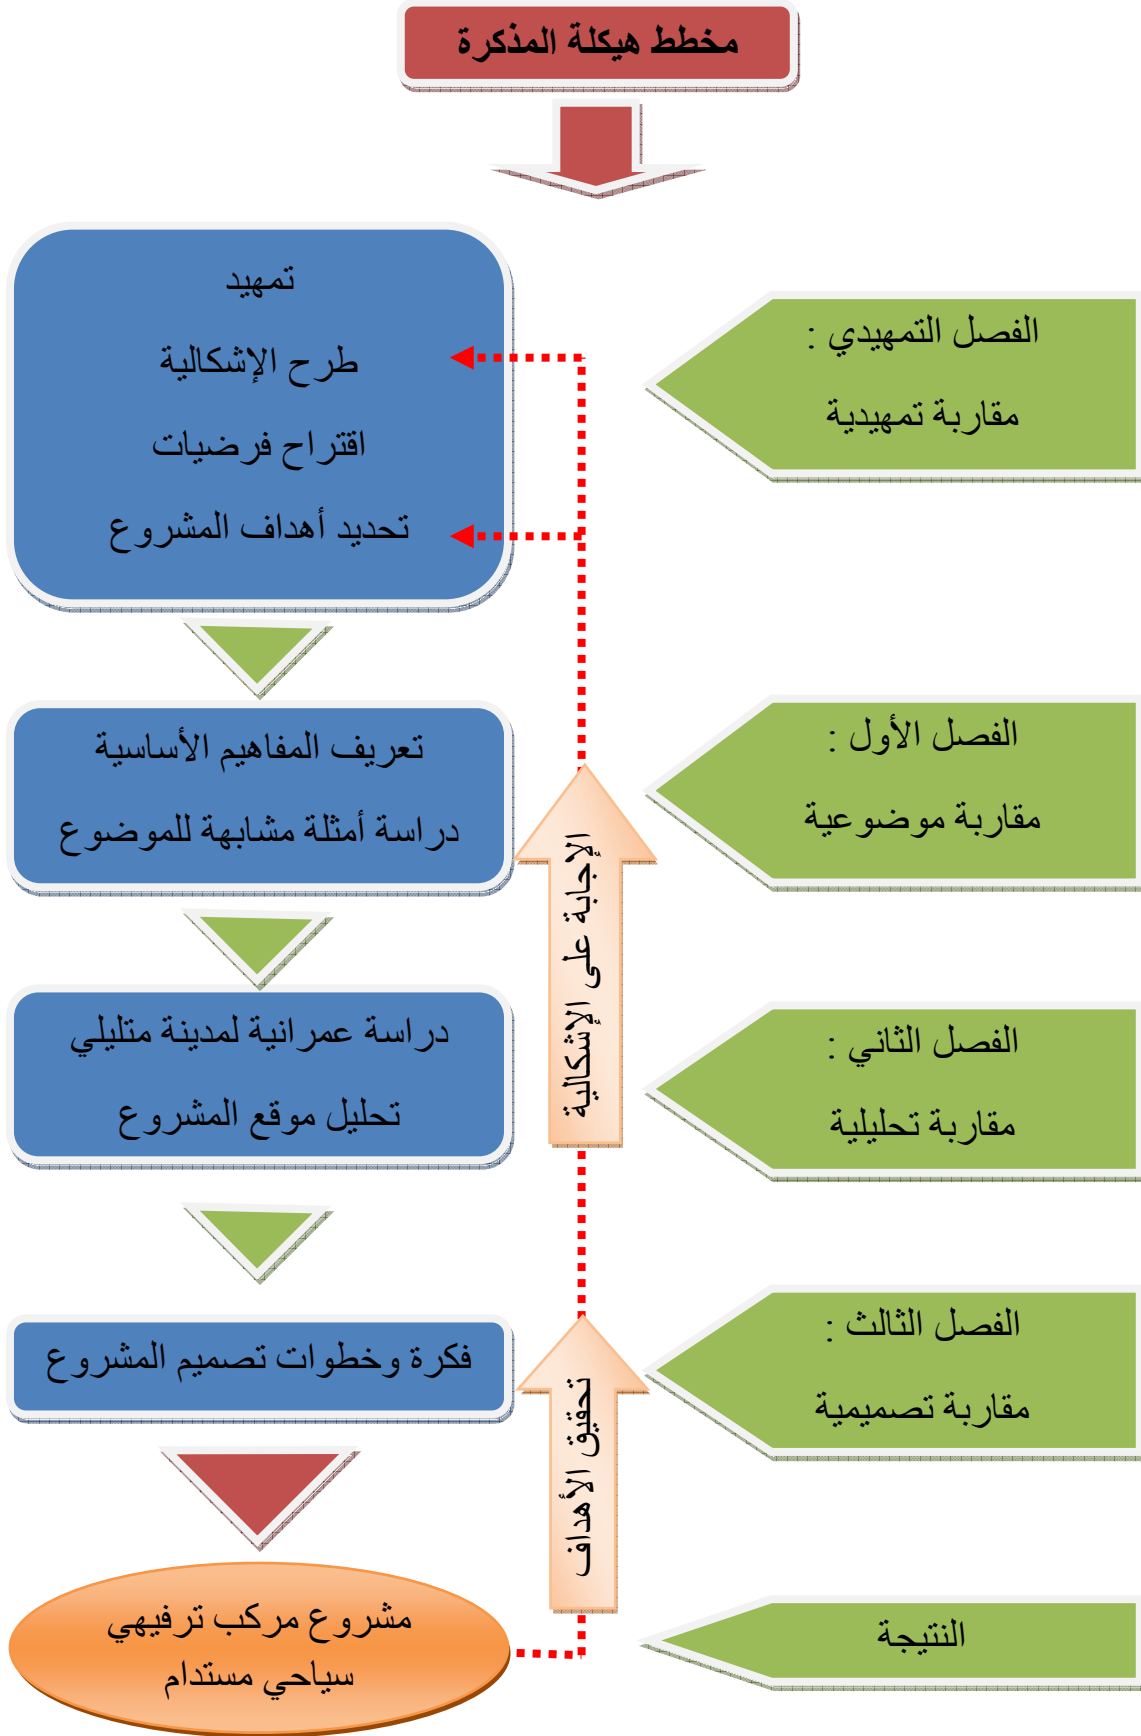 مخطط هيكلة المذكرة
الفصل التمهيدي :
مقاربة تمهيدية
تمهيد
طرح الإشكالية
اقتراح فرضيات
تحديد أهداف المشروع
الفصل الأول :
مقاربة موضوعية
تعريف المفاهيم الأساسية
دراسة أمثلة مشابهة للموضوع
الإجابة على الإشكالية
الفصل الثاني :
مقاربة تحليلية
دراسة عمرانية لمدينة متليلي
تحليل موقع المشروع
الفصل الثالث :
مقاربة تصميمية
فكرة وخطوات تصميم المشروع
تحقيق الأهداف
النتيجة
مشروع مركب ترفيهي
سياحي مستدام